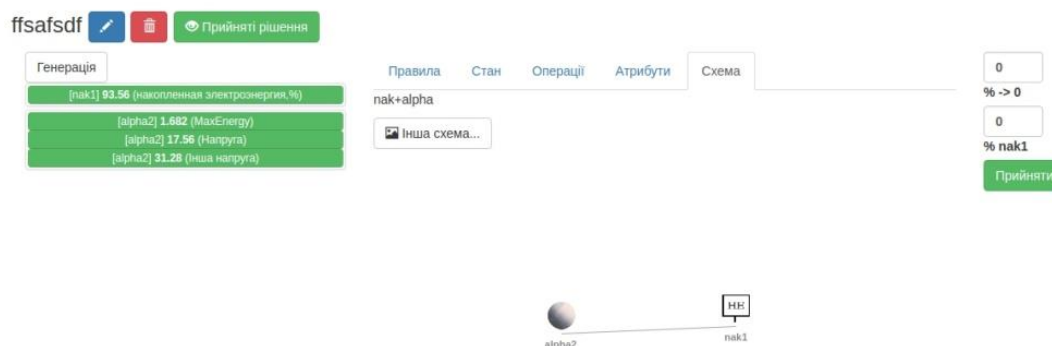 ffsafsdf
Прийняті рішення
Генерація
[nak1] 93.56 (накопленная электроэнергия,%)
[alpha2] 1.682 (MaxEnergy)
[alpha2] 17.56 (Напруга)
[alpha2] 31.28 (Інша напруга)
Правила Стан Операції Атрибути Схема
nak+alpha
Інша схема...
0
% -> 0
0
% nak1
Прийняти
НЕ
alpha2
nak1